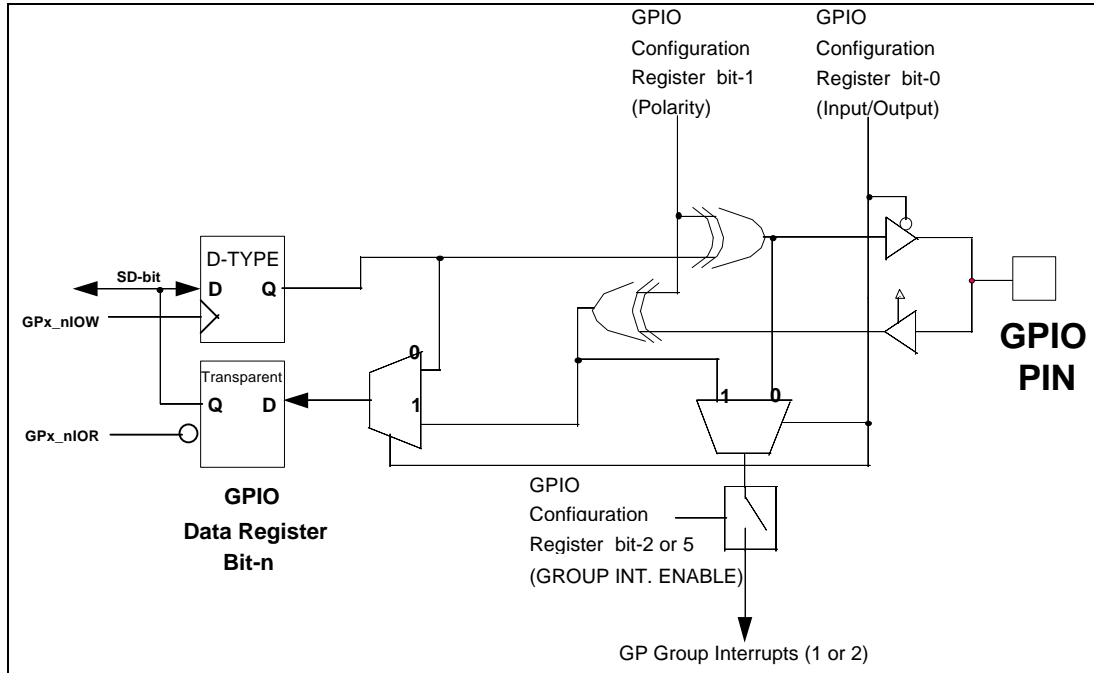 GPIO
Configuration
Register bit-1
(Polarity)
GPIO
Configuration
Register bit-0
(Input/Output)
D-TYPE
SD-bit
D
Q
GPx_nIOW
Transparent
Q
D
GPx_nIOR
0
1
1
0
GPIO
PIN
GPIO
Data Register
Bit-n
GPIO
Configuration
Register bit-2 or 5
(GROUP INT. ENABLE)
GP Group Interrupts (1 or 2)